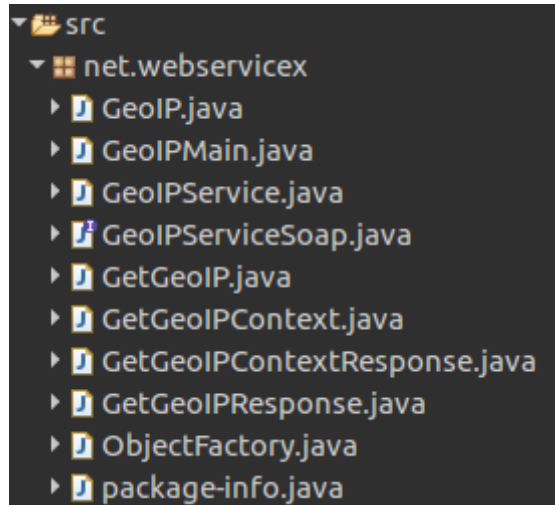 src
net.webservicex
GeoIP.java
GeoIPMain.java
GeoIPService.java
GeoIPServiceSoap.java
GetGeoIP.java
GetGeoIPContext.java
GetGeoIPContextResponse.java
GetGeoIPResponse.java
ObjectFactory.java
package-info.java